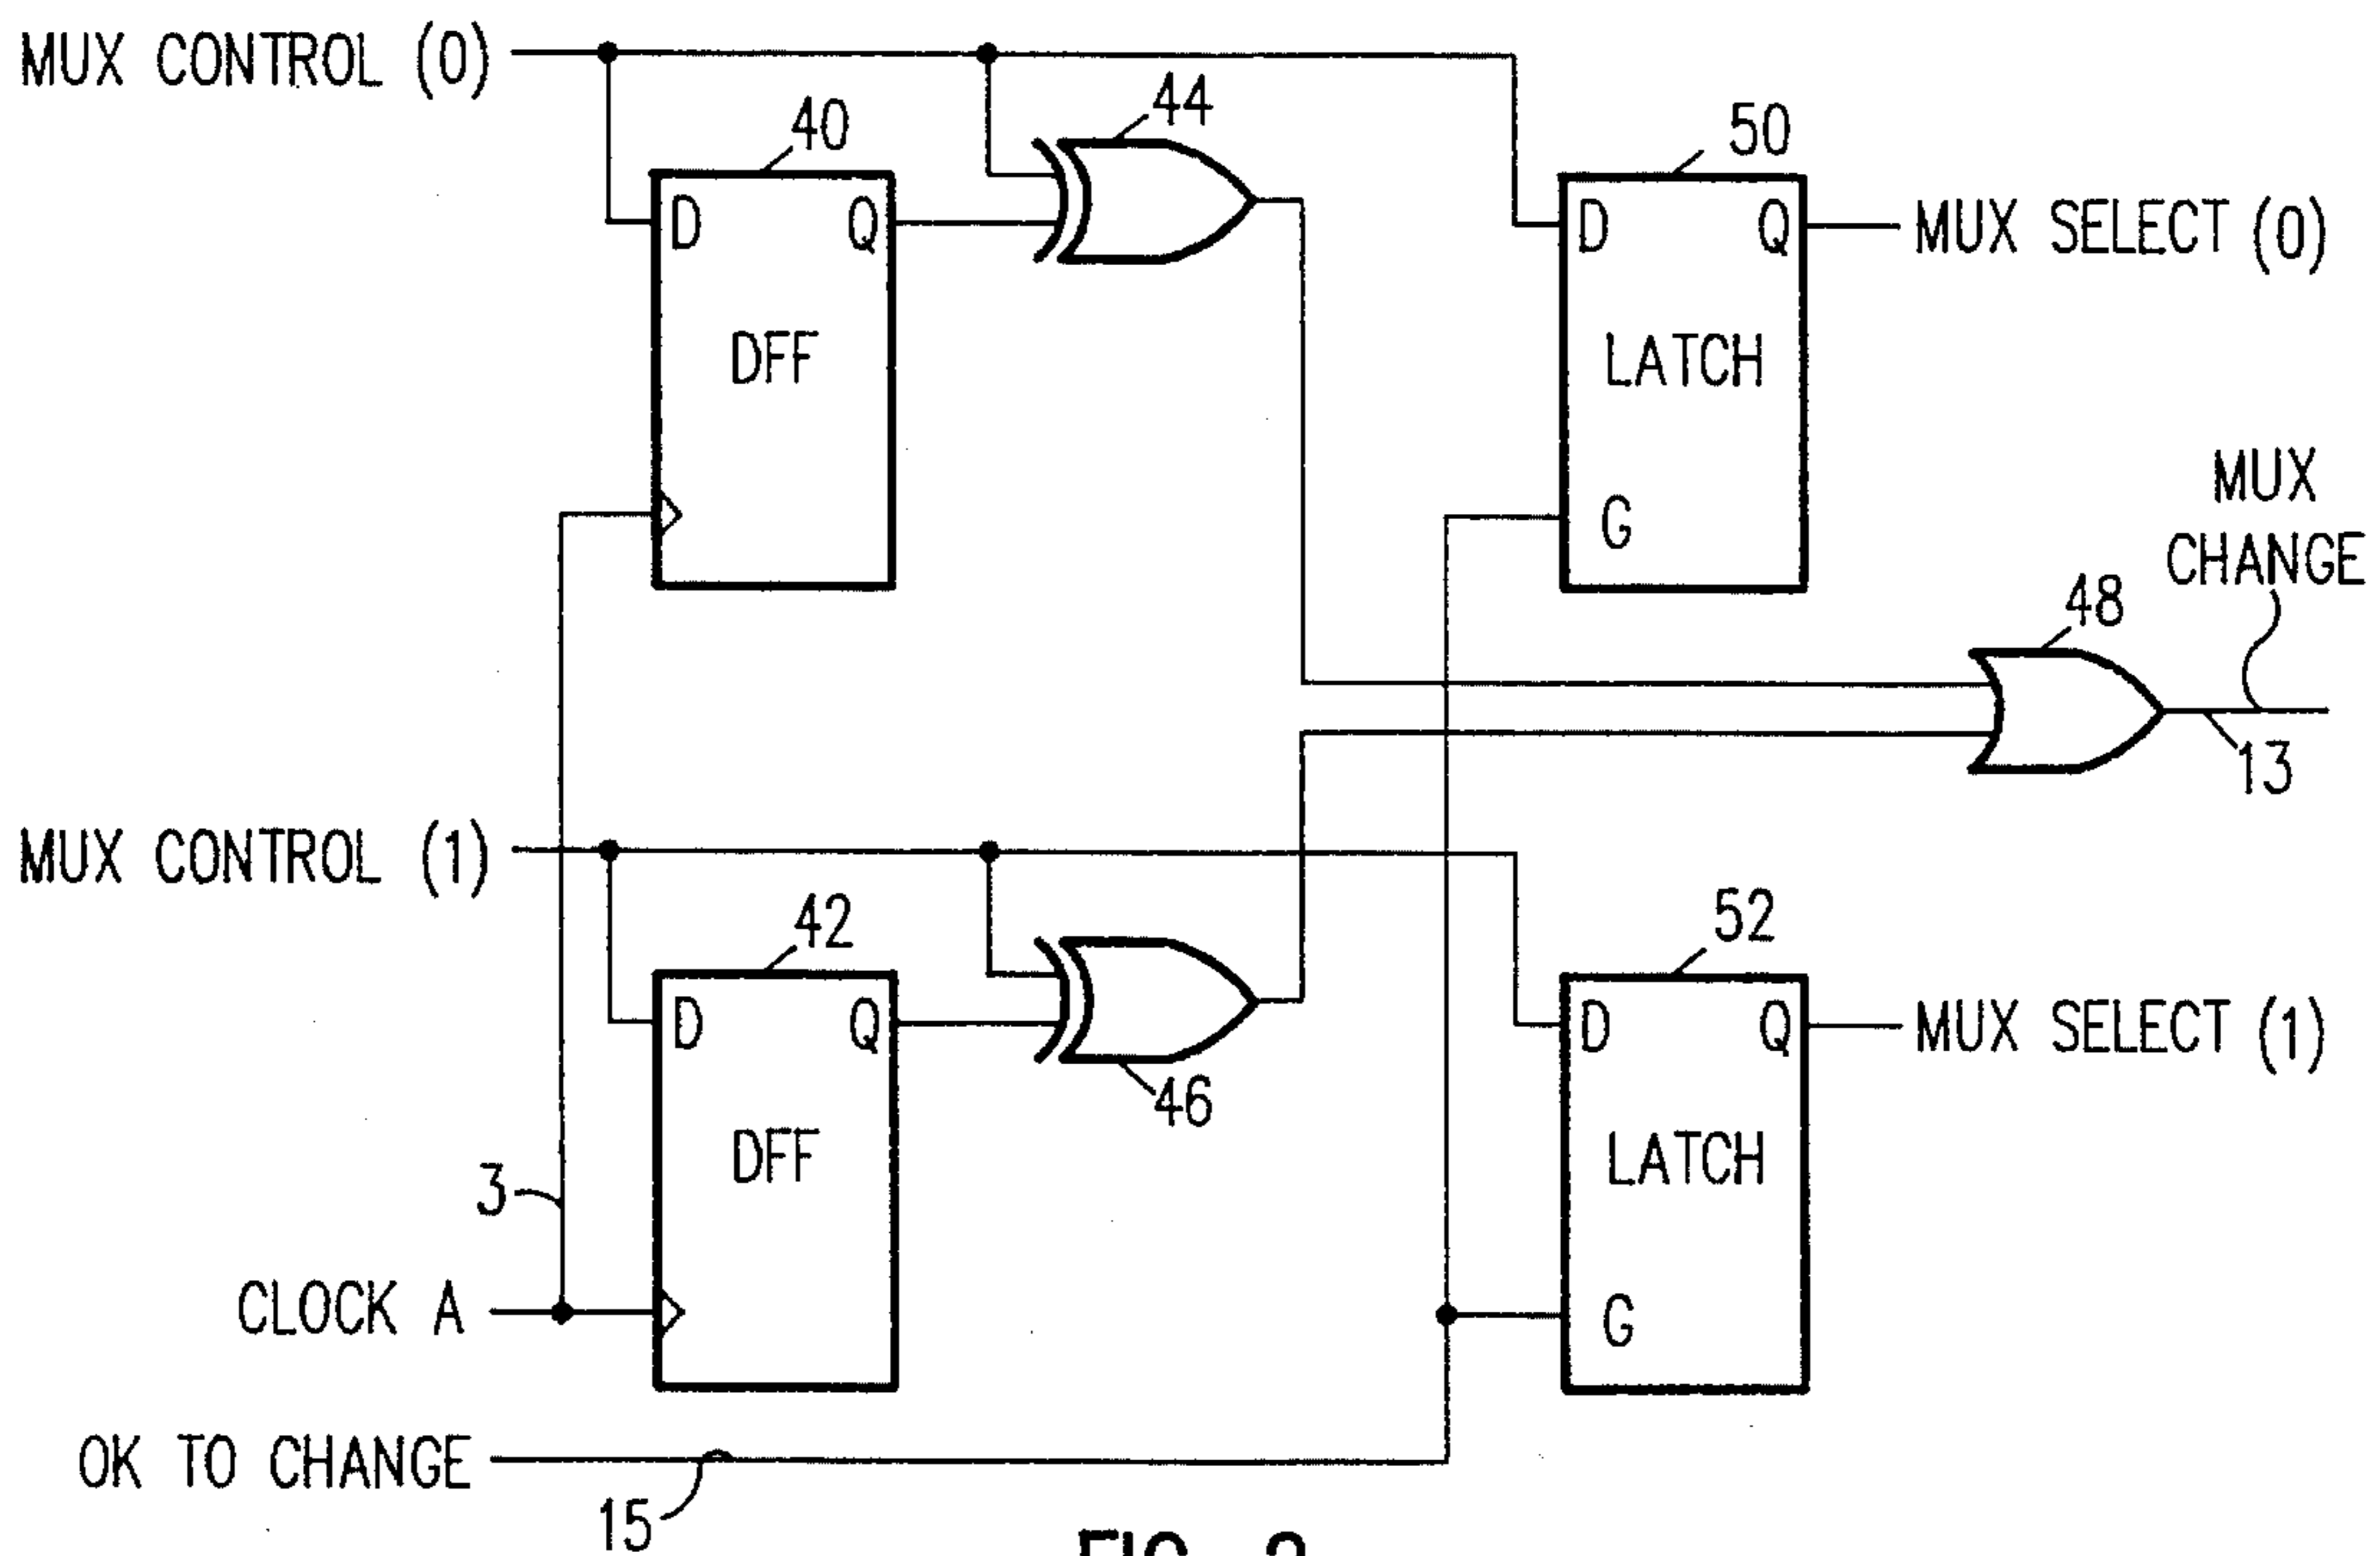 MUX CONTROL (0)
40
44
50
D
Q
DFF
D
Q
MUX SELECT (0)
LATCH
G
MUX
CHANGE
48
13
MUX CONTROL (1)
42
46
52
D
Q
DFF
D
Q
MUX SELECT (1)
LATCH
G
3
CLOCK A
OK TO CHANGE
15